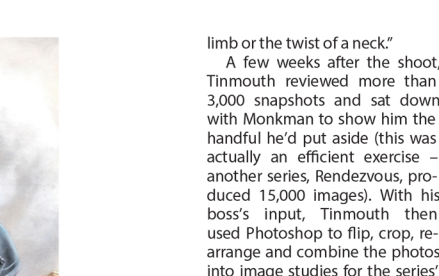 limb or the twist of a neck.”
A few weeks after the shoot,
Tinmouth reviewed more than
3,000 snapshots and sat down
with Monkman to show him the
handful he’d put aside (this was
actually an efficient exercise –
another series, Rendezvous, pro-
duced 15,000 images). With his
boss’s input, Tinmouth then
used Photoshop to flip, crop, re-
arrange and combine the photos
into image studies for the series’